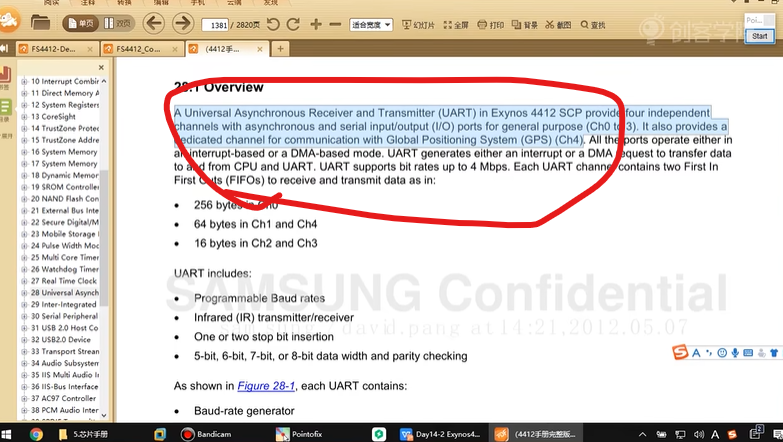 阅读 注释 编辑 手机 云端 发现
单页 双页 1381 / 2820页 适合宽度 幻灯片 全屏 打印 背景 截图 查找
创客学
Poi...
Start
FS4412-De... FS4412_Co... （4412手...
10 Interrupt Combin
11 Direct Memory A
12 System Registers
13 CoreSight
14 TrustZone Protec
15 TrustZone Addre
16 System Memory
17 System Memory
18 Dynamic Memor
19 SROM Controlle
20 NAND Flash Con
21 External Bus Inte
22 Secure Digital/M
23 Mobile Storage I
24 Pulse Width Mod
25 Multi Core Timer
26 Watchdog Timer
27 Real Time Clock
28 Universal Asynch
29 Inter-Integrated
30 Serial Peripheral
31 USB 2.0 Host Co
32 USB2.0 Device
33 Transport Stream
34 Audio Subsystem
35 IIS Multi Audio In
36 IIS-Bus Interface
37 AC97 Controller
38 PCM Audio Inter
28.1 Overview
A Universal Asynchronous Receiver and Transmitter (UART) in Exynos 4412 SCP provide four independent
channels with asynchronous and serial input/output (I/O) ports for general purpose (Ch0 to 3). It also provides a
dedicated channel for communication with Global Positioning System (GPS) (Ch4). All the ports operate either in
an interrupt-based or a DMA-based mode. UART generates either an interrupt or a DMA request to transfer data
to and from CPU and UART. UART supports bit rates up to 4 Mbps. Each UART channel contains two First In
First Outs (FIFOs) to receive and transmit data as in:
• 256 bytes in Ch0
• 64 bytes in Ch1 and Ch4
• 16 bytes in Ch2 and Ch3
UART includes:
SAMSUNG Confidential
• Programmable Baud rates
• Infrared (IR) transmitter/receiver
sam sung / david.pang at 14:21,2012.05.07
• One or two stop bit insertion
• 5-bit, 6-bit, 7-bit, or 8-bit data width and parity checking
As shown in Figure 28-1, each UART contains:
• Baud-rate generator
5.芯片手册 Bandicam Pointofix Day14-2 Exynos4... （4412手册完整版...